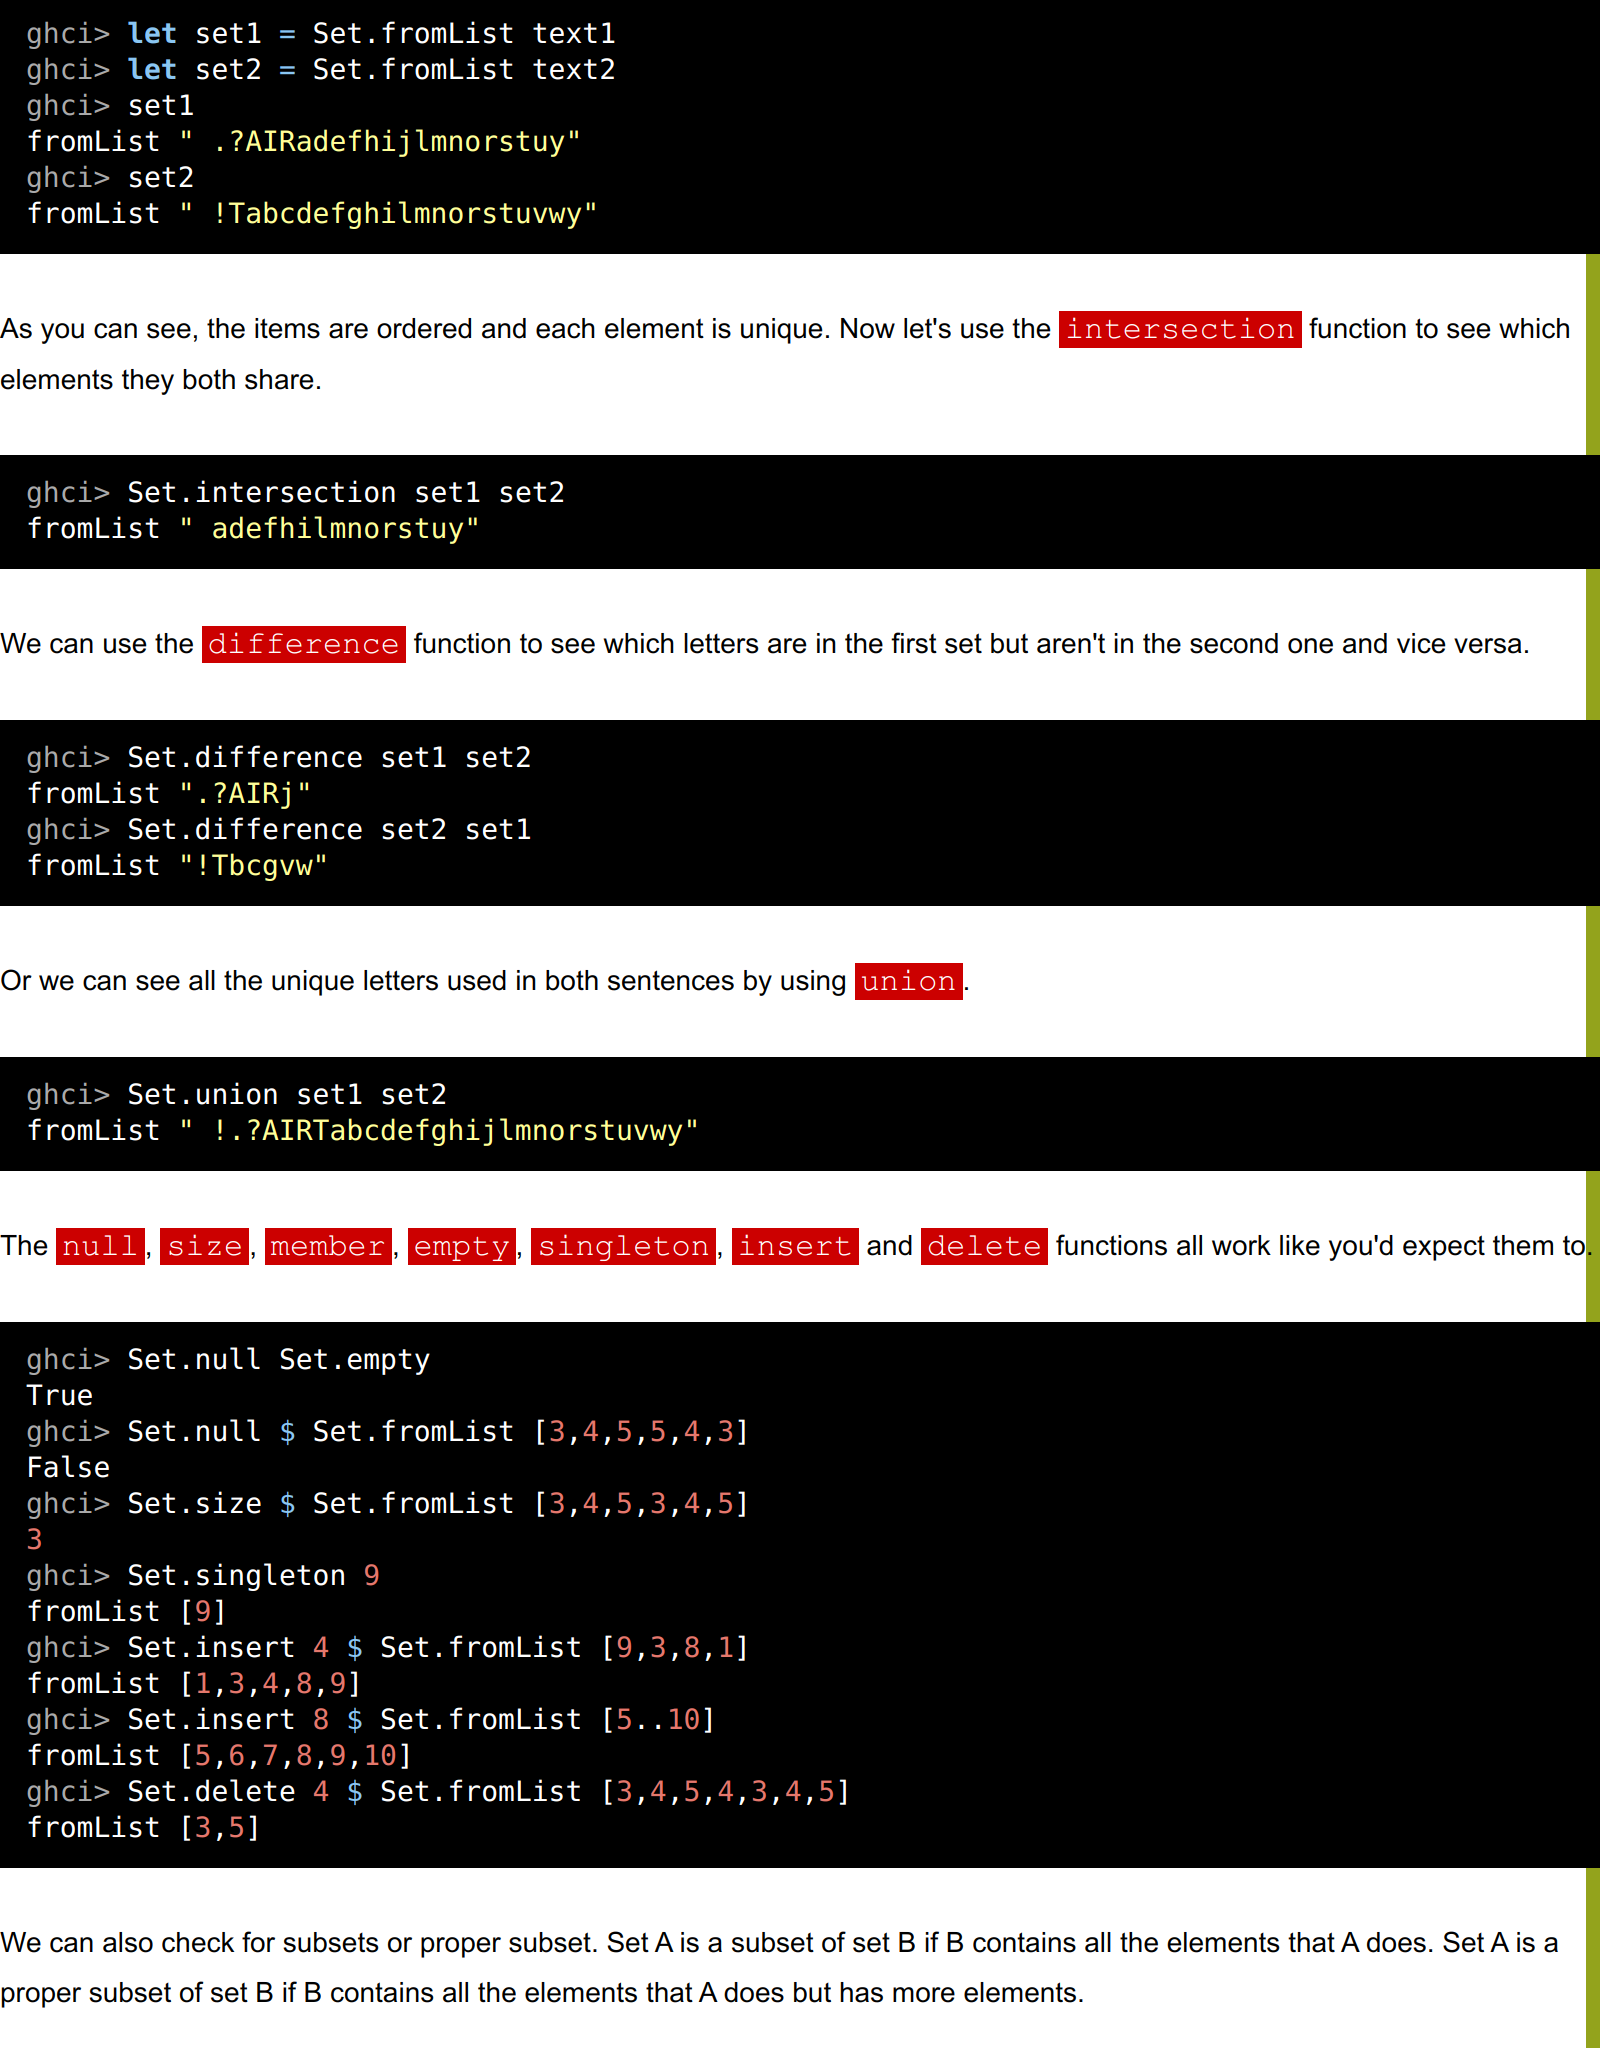 ghci> let set1 = Set.fromList text1
ghci> let set2 = Set.fromList text2
ghci> set1
fromList " .?AIRadefhijlmnorstuy"
ghci> set2
fromList " !Tabcdefghilmnorstuvwy"
As you can see, the items are ordered and each element is unique. Now let's use the intersection function to see which
elements they both share.
ghci> Set.intersection set1 set2
fromList " adefhilmnorstuy"
We can use the difference function to see which letters are in the first set but aren't in the second one and vice versa.
ghci> Set.difference set1 set2
fromList ".?AIRj"
ghci> Set.difference set2 set1
fromList "!Tbcgvw"
Or we can see all the unique letters used in both sentences by using union.
ghci> Set.union set1 set2
fromList " !.?AIRTabcdefghijlmnorstuvwy"
The null, size, member, empty, singleton, insert and delete functions all work like you'd expect them to.
ghci> Set.null Set.empty
True
ghci> Set.null $ Set.fromList [3,4,5,5,4,3]
False
ghci> Set.size $ Set.fromList [3,4,5,3,4,5]
3
ghci> Set.singleton 9
fromList [9]
ghci> Set.insert 4 $ Set.fromList [9,3,8,1]
fromList [1,3,4,8,9]
ghci> Set.insert 8 $ Set.fromList [5..10]
fromList [5,6,7,8,9,10]
ghci> Set.delete 4 $ Set.fromList [3,4,5,4,3,4,5]
fromList [3,5]
We can also check for subsets or proper subset. Set A is a subset of set B if B contains all the elements that A does. Set A is a
proper subset of set B if B contains all the elements that A does but has more elements.